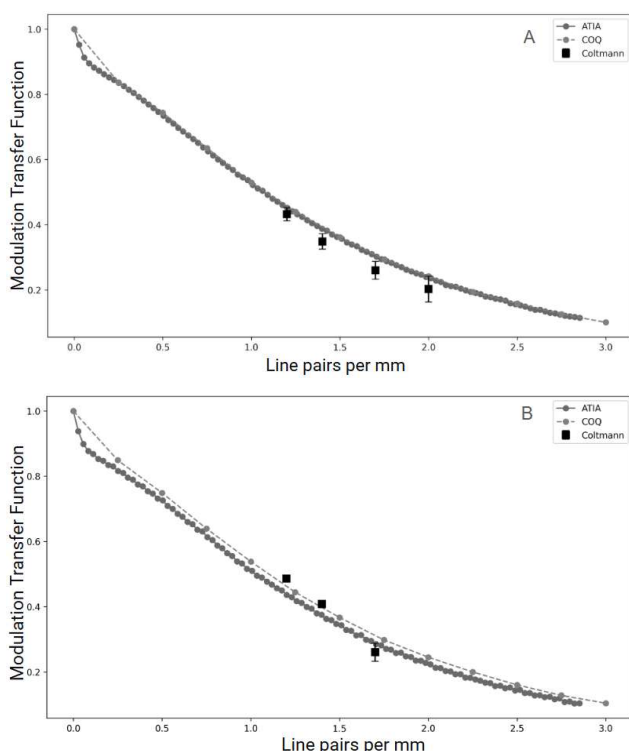 A
ATIA
COQ
Coltmann
Modulation Transfer Function
1.0
0.8
0.6
0.4
0.2
0.0 0.5 1.0 1.5 2.0 2.5 3.0
Line pairs per mm
B
ATIA
COQ
Coltmann
Modulation Transfer Function
1.0
0.8
0.6
0.4
0.2
0.0 0.5 1.0 1.5 2.0 2.5 3.0
Line pairs per mm